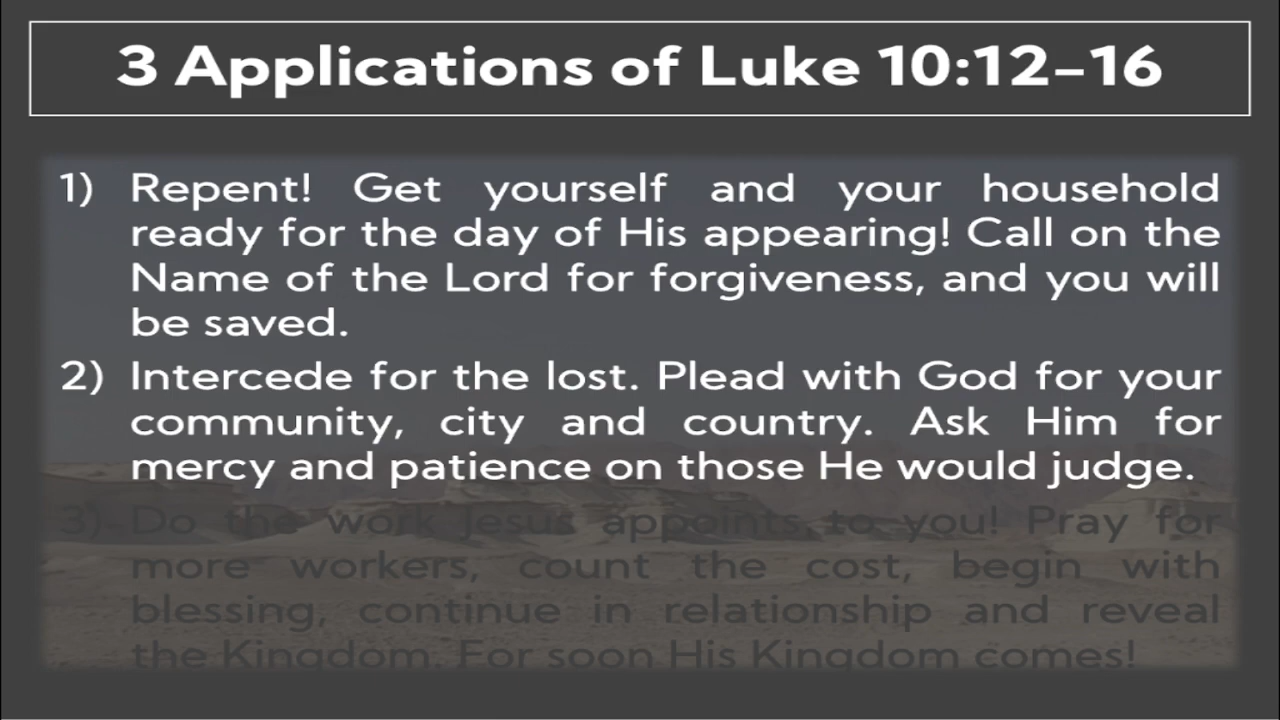 3 Applications of Luke 10:12–16
1) Repent! Get yourself and your household
ready for the day of His appearing! Call on the
Name of the Lord for forgiveness, and you will
be saved.
2) Intercede for the lost. Plead with God for your
community, city and country. Ask Him for
mercy and patience on those He would judge.
3) Do the work Jesus appoints to you! Pray for
more workers, count the cost, begin with
blessing, continue in relationship and reveal
the Kingdom. For soon His Kingdom comes!